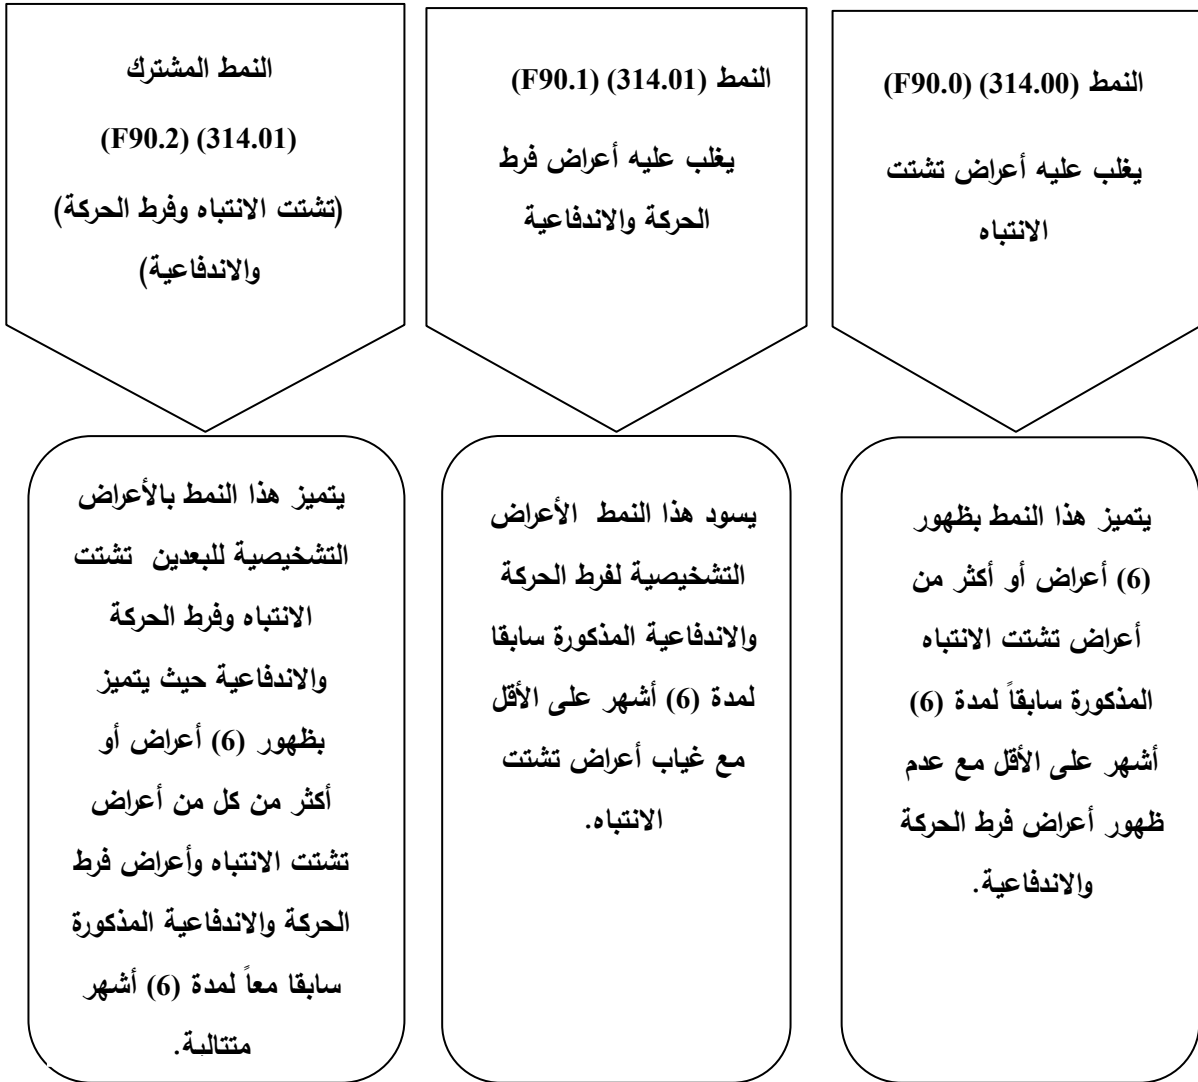 النمط (314.00) (F90.0)
يغلب عليه أعراض تشتت
الانتباه
يتميز هذا النمط بظهور
(6) أعراض أو أكثر من
أعراض تشتت الانتباه
المذكورة سابقاً لمدة (6)
أشهر على الأقل مع عدم
ظهور أعراض فرط الحركة
والاندفاعية.
النمط (314.01) (F90.1)
يغلب عليه أعراض فرط
الحركة والاندفاعية
يسود هذا النمط الأعراض
التشخيصية لفرط الحركة
والاندفاعية المذكورة سابقا
لمدة (6) أشهر على الأقل
مع غياب أعراض تشتت
الانتباه.
النمط المشترك
(314.01) (F90.2)
(تشتت الانتباه وفرط الحركة)
والاندفاعية)
يتميز هذا النمط بالأعراض
التشخيصية للبعدين تشتت
الانتباه وفرط الحركة
والاندفاعية حيث يتميز
بظهور (6) أعراض أو
أكثر من كل من أعراض
تشتت الانتباه وأعراض فرط
الحركة والاندفاعية المذكورة
سابقا معاً لمدة (6) أشهر
متتالية.